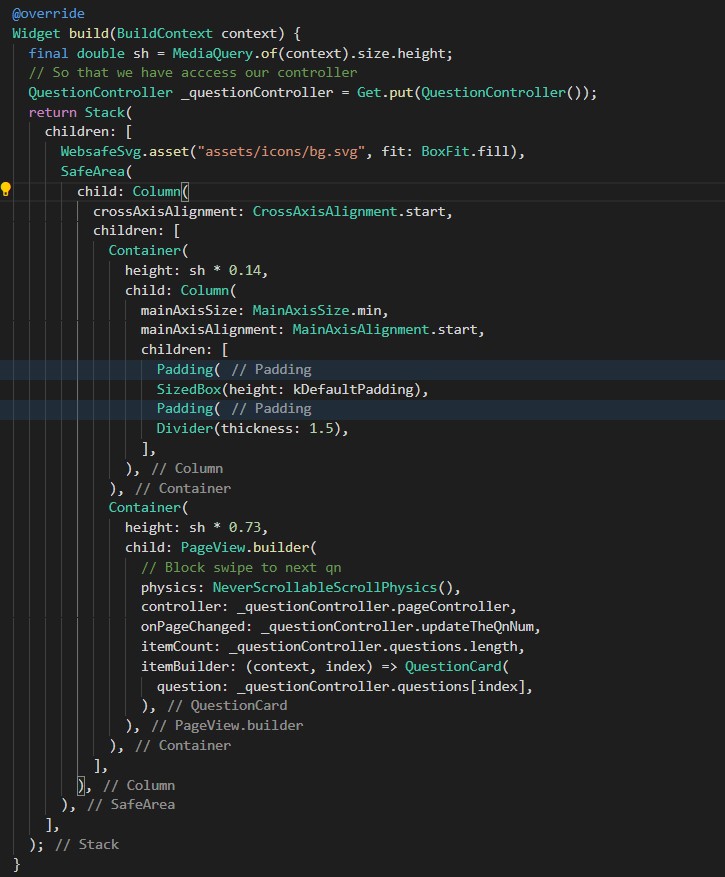 @override
Widget build(BuildContext context) {
  final double sh = MediaQuery.of(context).size.height;
  // So that we have acccess our controller
  QuestionController _questionController = Get.put(QuestionController());
  return Stack(
    children: [
      WebsafeSvg.asset("assets/icons/bg.svg", fit: BoxFit.fill),
      SafeArea(
        child: Column(
          crossAxisAlignment: CrossAxisAlignment.start,
          children: [
            Container(
              height: sh * 0.14,
              child: Column(
                mainAxisSize: MainAxisSize.min,
                mainAxisAlignment: MainAxisAlignment.start,
                children: [
                  Padding( // Padding
                  SizedBox(height: kDefaultPadding),
                  Padding( // Padding
                  Divider(thickness: 1.5),
                ],
              ), // Column
            ), // Container
            Container(
              height: sh * 0.73,
              child: PageView.builder(
                // Block swipe to next qn
                physics: NeverScrollableScrollPhysics(),
                controller: _questionController.pageController,
                onPageChanged: _questionController.updateTheQnNum,
                itemCount: _questionController.questions.length,
                itemBuilder: (context, index) => QuestionCard(
                  question: _questionController.questions[index],
                ), // QuestionCard
              ), // PageView.builder
            ), // Container
          ],
        ), // Column
      ), // SafeArea
    ],
  ); // Stack
}